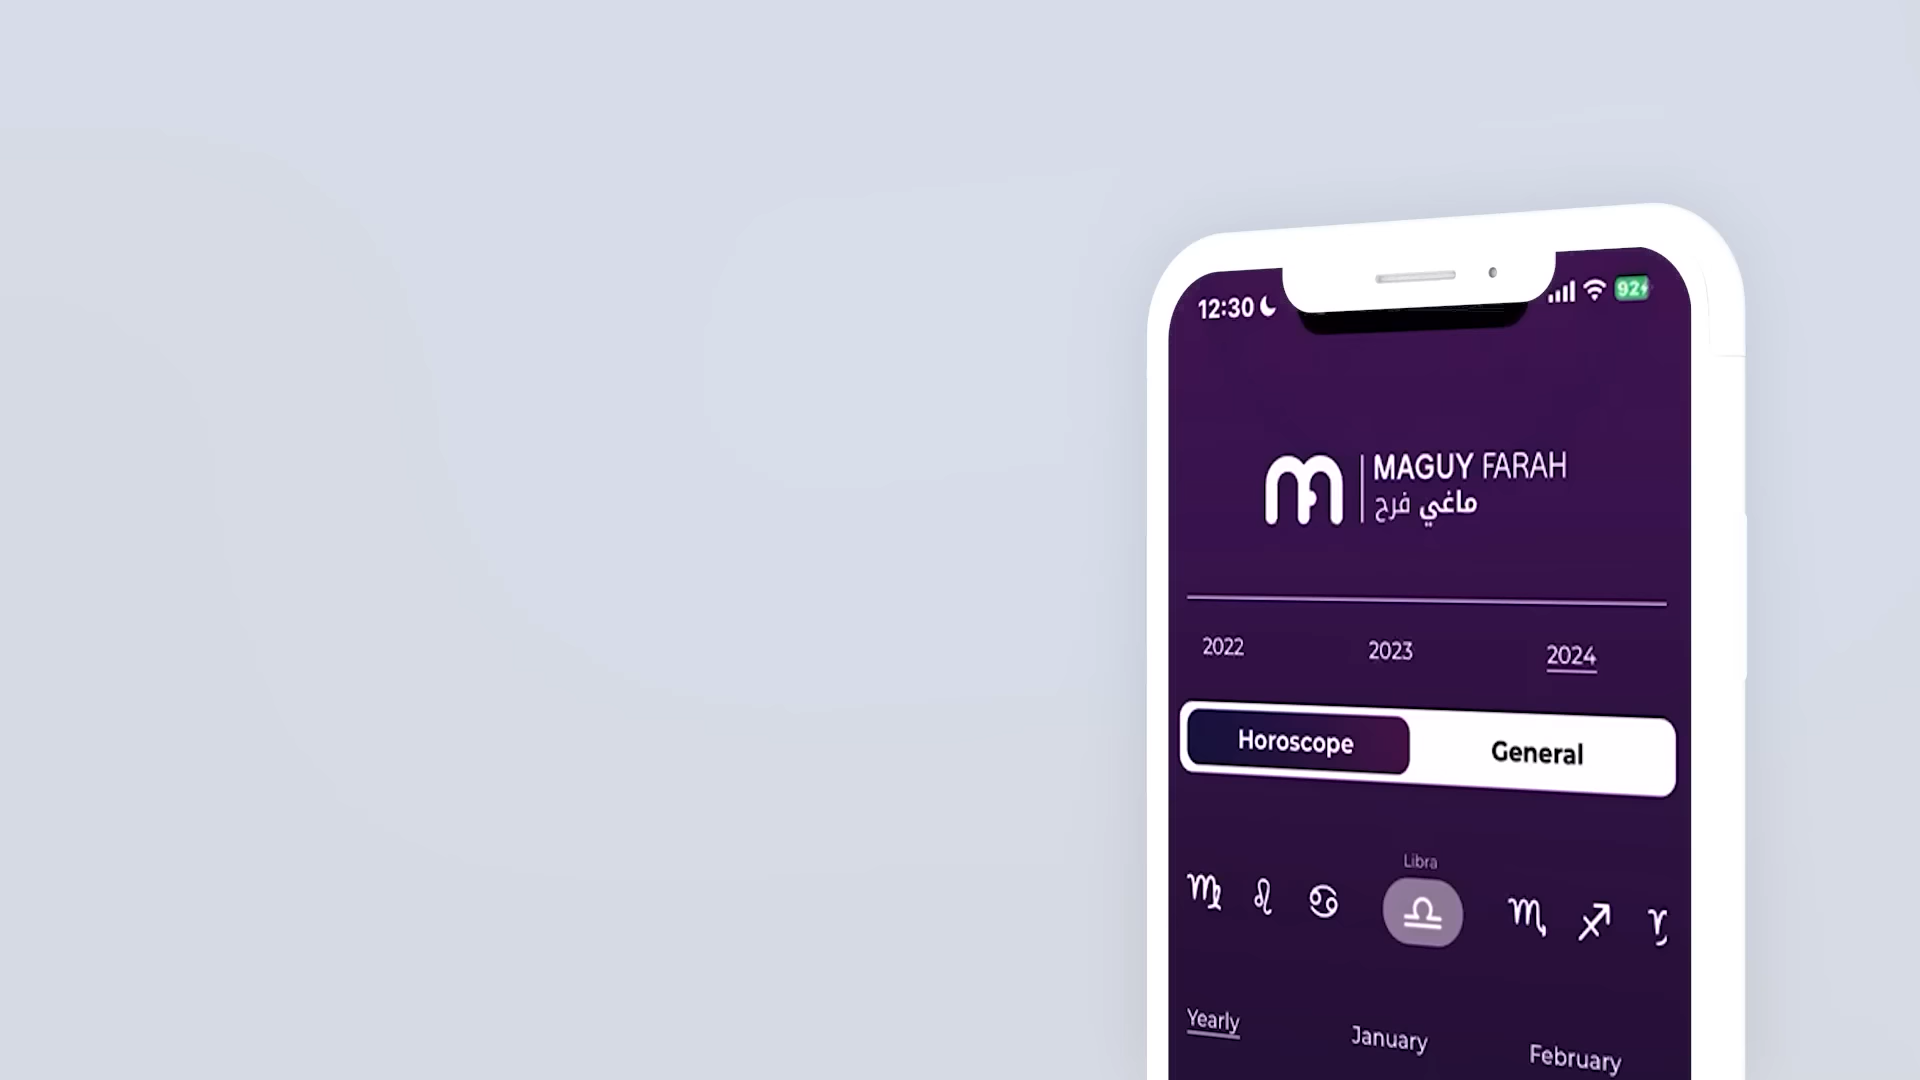 12:30
92
MAGUY FARAH
ماغي فرح
2022 2023 2024
Horoscope General
Libra
♍ ♌ ♋ ♎ ♏ ♐
Yearly January February